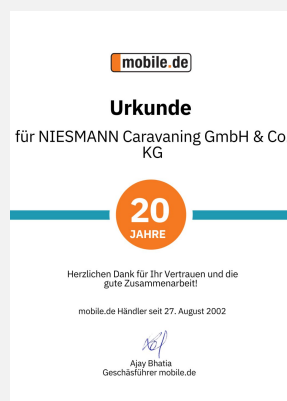 mobile.de
Urkunde
für NIESMANN Caravaning GmbH & Co
KG
20
JAHRE
Herzlichen Dank für Ihr Vertrauen und die
gute Zusammenarbeit!
mobile.de Händler seit 27. August 2002
Ajay Bhatia
Geschäsführer mobile.de